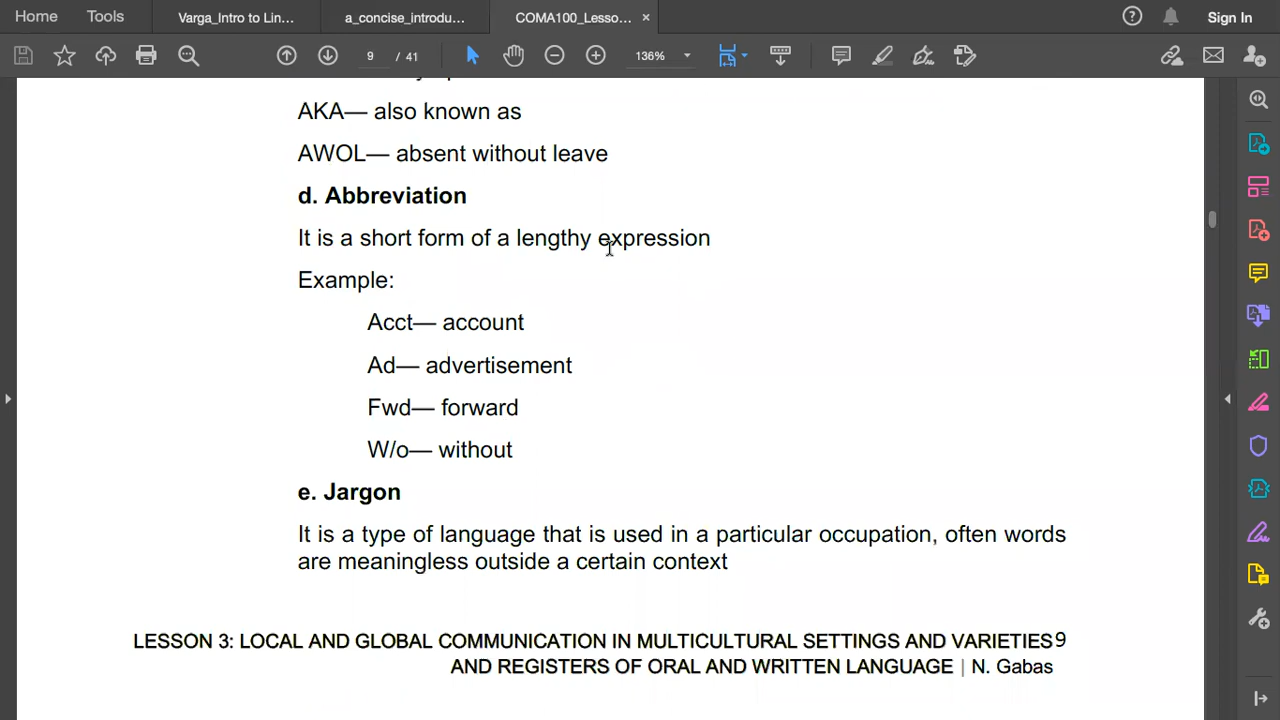 Home Tools Varga_Intro to Lin... a_concise_introdu... COMA100_Lesso... × Sign In
9 / 41 136%
AKA— also known as
AWOL— absent without leave
d. Abbreviation
It is a short form of a lengthy expression
Example:
Acct— account
Ad— advertisement
Fwd— forward
W/o— without
e. Jargon
It is a type of language that is used in a particular occupation, often words
are meaningless outside a certain context
LESSON 3: LOCAL AND GLOBAL COMMUNICATION IN MULTICULTURAL SETTINGS AND VARIETIES 9
AND REGISTERS OF ORAL AND WRITTEN LANGUAGE | N. Gabas